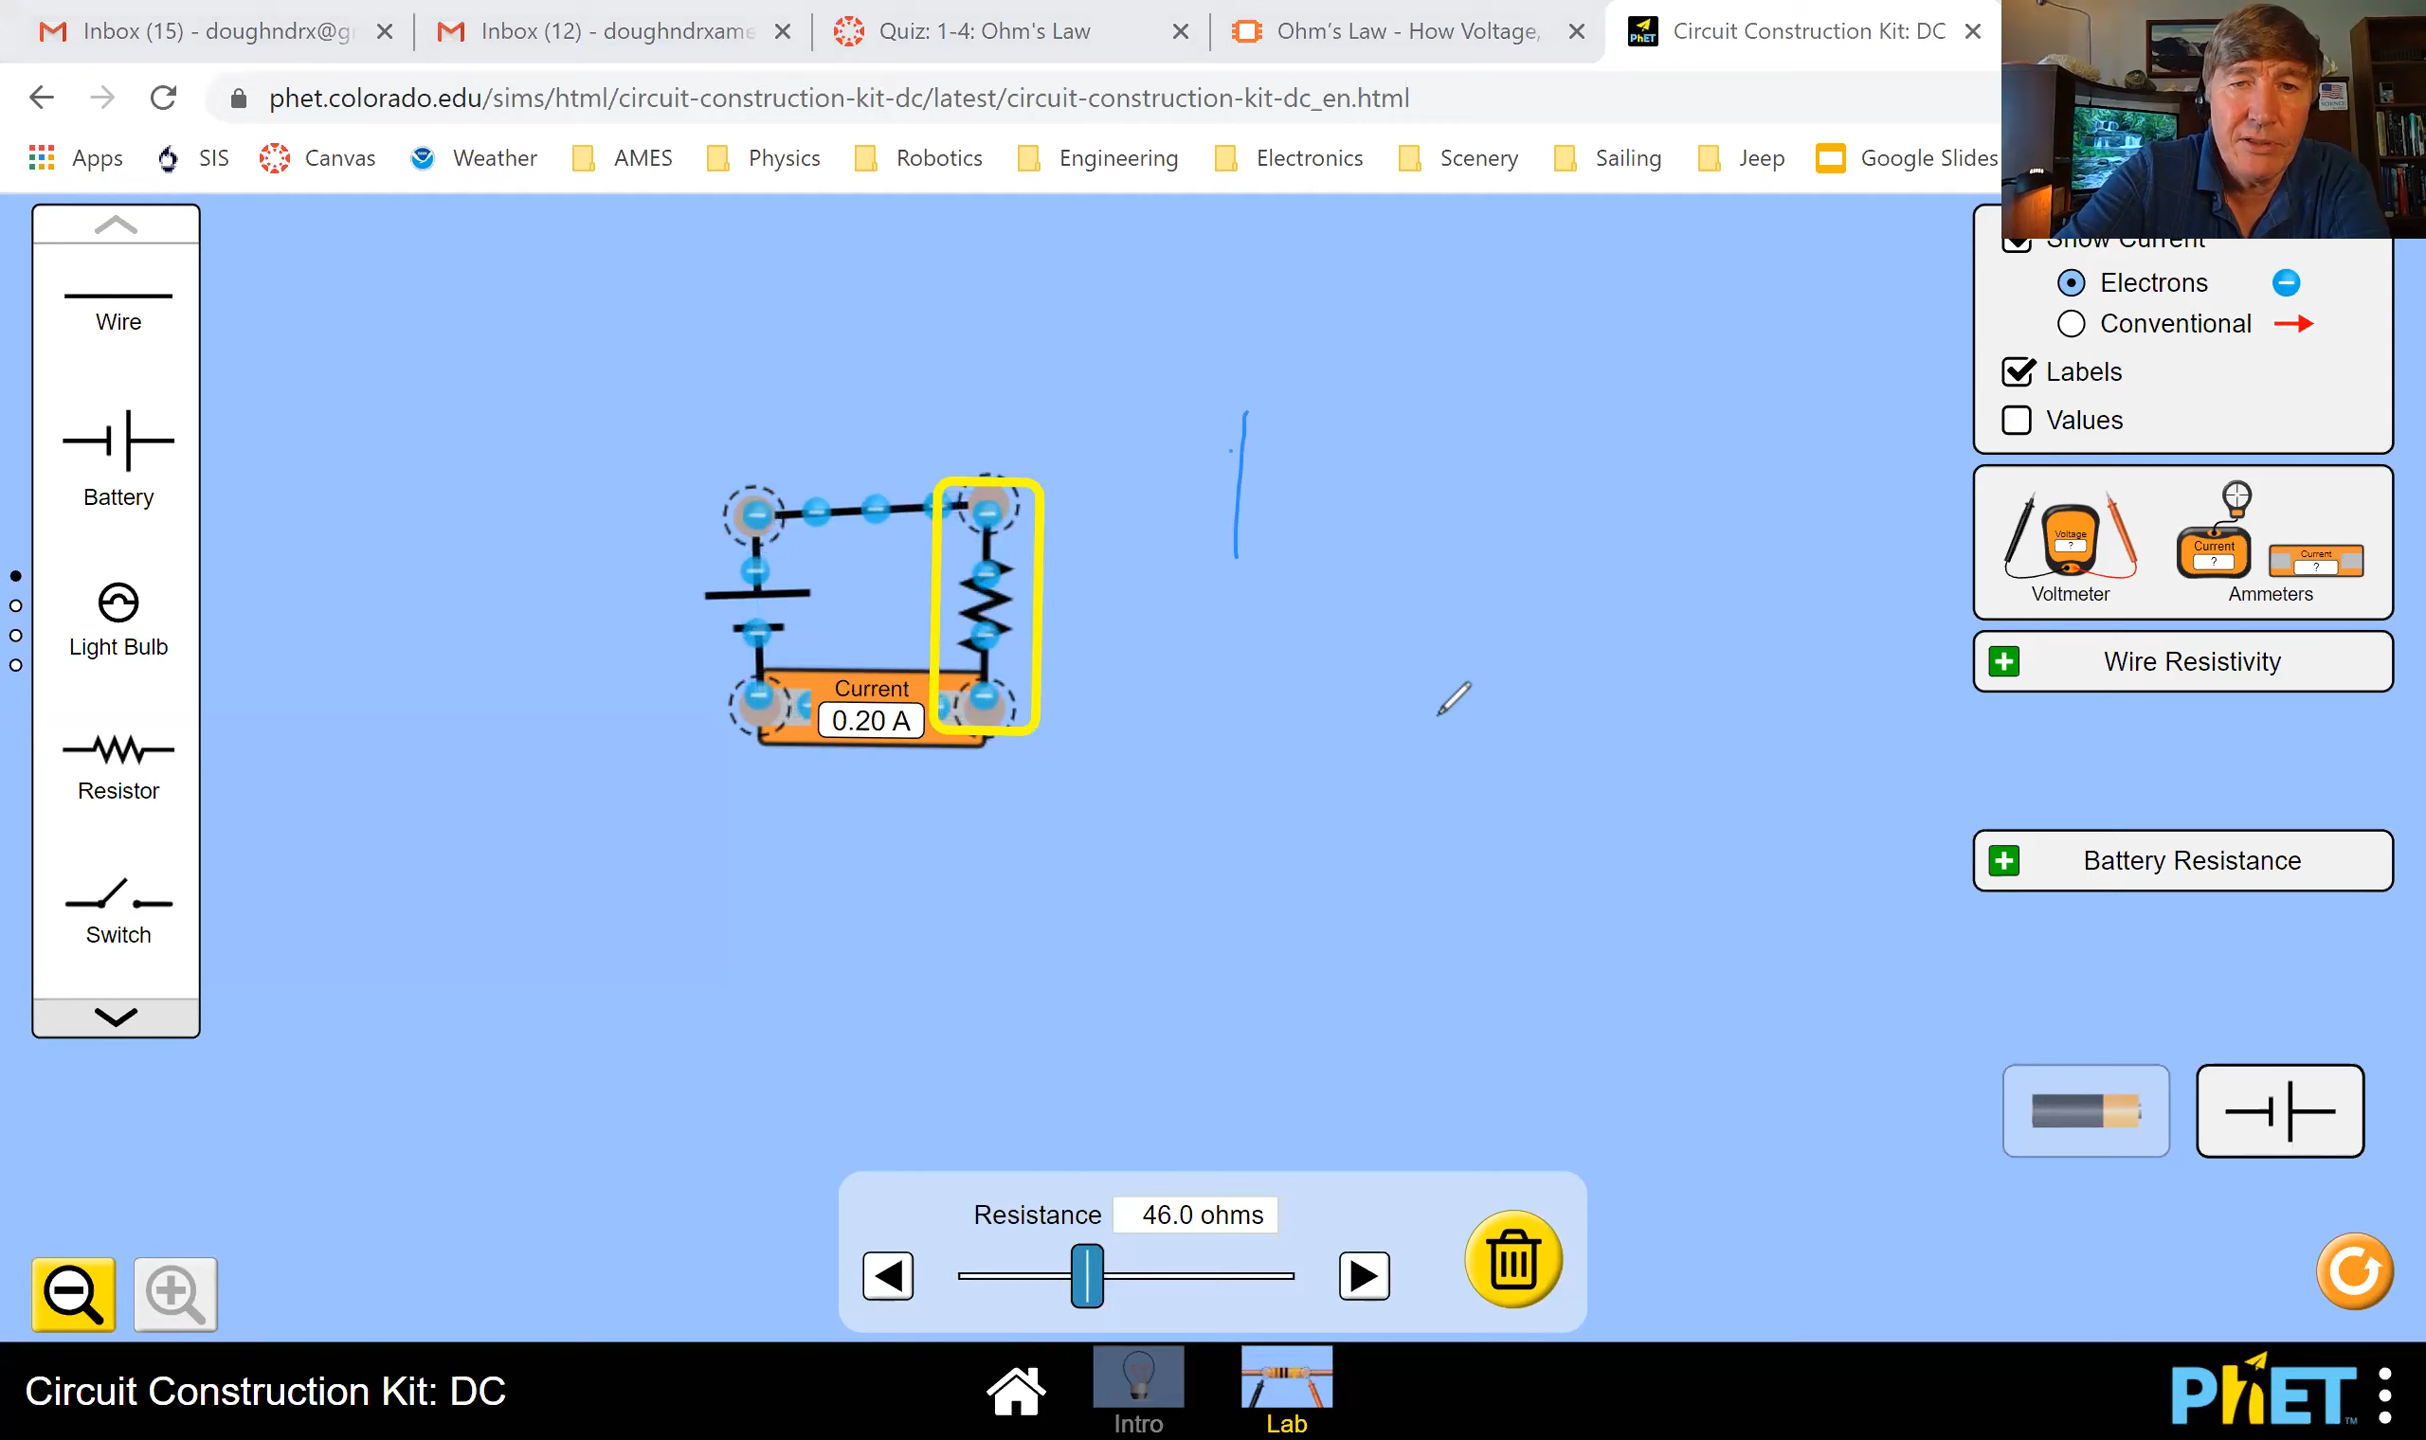 Inbox (15) - doughndrx@g
Inbox (12) - doughndrxame
Quiz: 1-4: Ohm's Law
Ohm's Law - How Voltage,
Circuit Construction Kit: DC
phet.colorado.edu/sims/html/circuit-construction-kit-dc/latest/circuit-construction-kit-dc_en.html
Apps
SIS
Canvas
Weather
AMES
Physics
Robotics
Engineering
Electronics
Scenery
Sailing
Jeep
Google Slides
Show Current
Electrons
Conventional
Labels
Values
Wire
Battery
Light Bulb
Resistor
Switch
Current
0.20 A
Voltage
?
Current
?
Current
?
Voltmeter
Ammeters
Wire Resistivity
Battery Resistance
Resistance 46.0 ohms
Circuit Construction Kit: DC
Intro
Lab
PhET